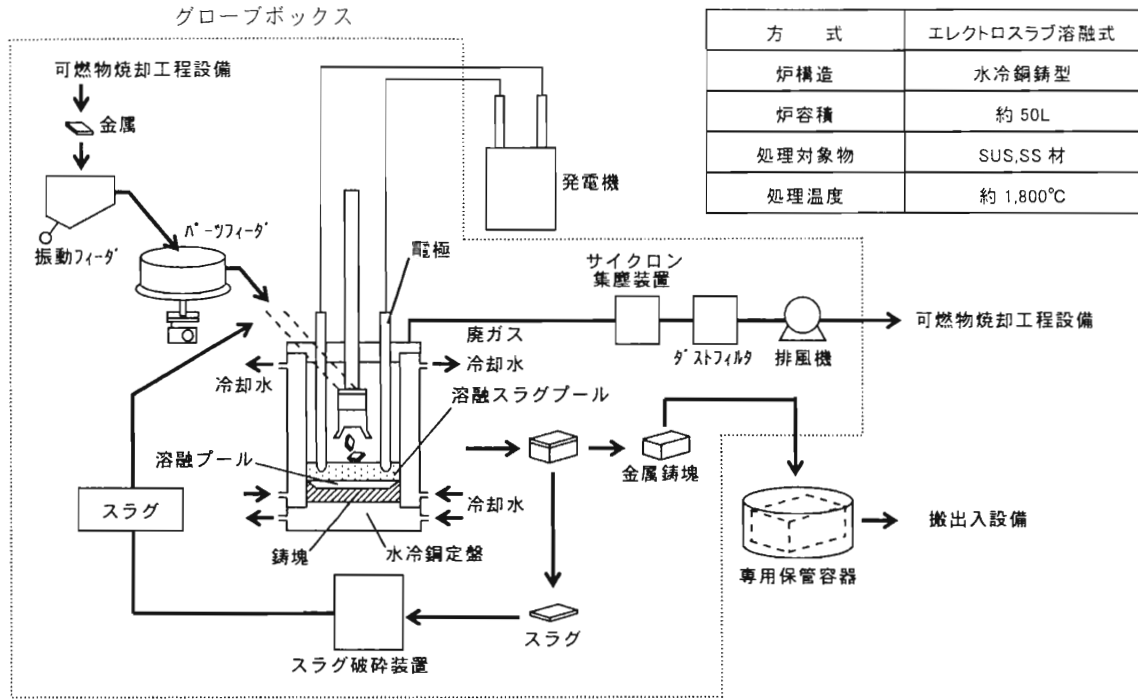 グローブボックス
方　式　エレクトロスラブ溶融式
炉構造　水冷銅鋳型
炉容積　約 50L
処理対象物　SUS,SS 材
処理温度　約 1,800℃
可燃物焼却工程設備
金属
振動フィーダ
パーツフィーダ
発電機
電極
サイクロン
集塵装置
ダストフィルタ
排風機
可燃物焼却工程設備
廃ガス
冷却水
冷却水
溶融スラグプール
溶融プール
金属鋳塊
スラグ
冷却水
鋳塊
水冷銅定盤
専用保管容器
搬出入設備
スラグ
スラグ破砕装置